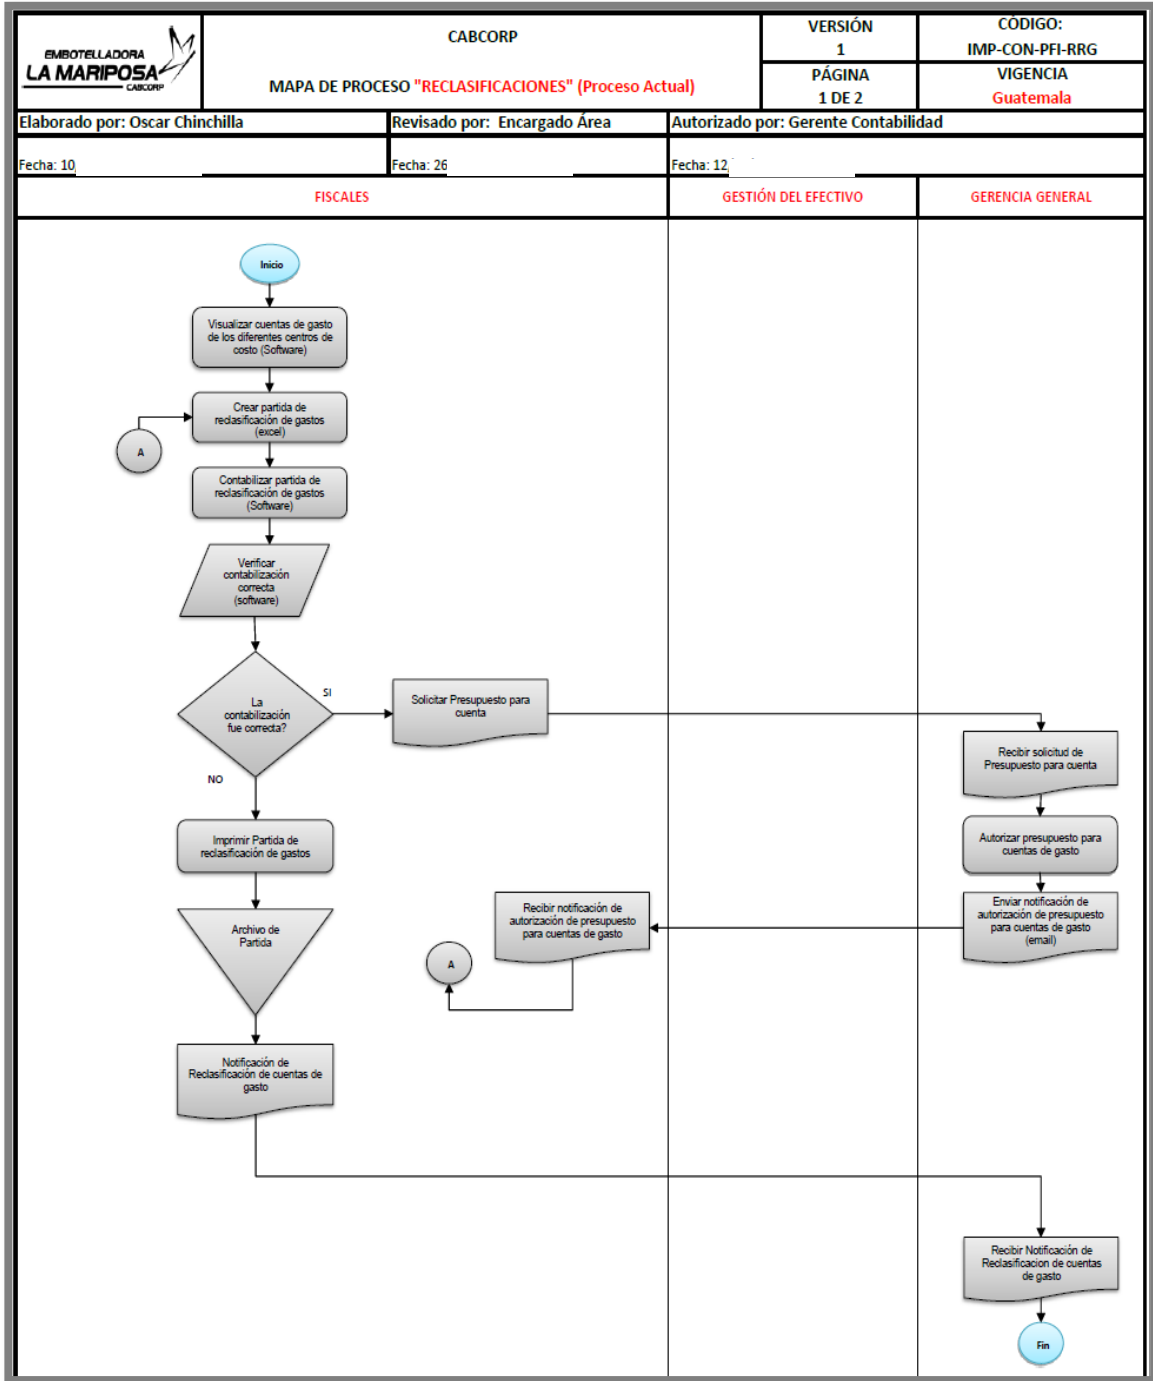 EMBOTELLADORA
LA MARIPOSA
CABCORP
CABCORP
MAPA DE PROCESO "RECLASIFICACIONES" (Proceso Actual)
VERSIÓN
1
CÓDIGO:
IMP-CON-PFI-RRG
PÁGINA
1 DE 2
VIGENCIA
Guatemala
Elaborado por: Oscar Chinchilla
Revisado por: Encargado Área
Autorizado por: Gerente Contabilidad
Fecha: 10
Fecha: 26
Fecha: 12
FISCALES
GESTIÓN DEL EFECTIVO
GERENCIA GENERAL
Inicio
Visualizar cuentas de gasto
de los diferentes centros de
costo (Software)
Crear partida de
reclasificación de gastos
(excel)
A
Contabilizar partida de
reclasificación de gastos
(Software)
Verificar
contabilización
correcta
(software)
La
contabilización
fue correcta?
SI
NO
Solicitar Presupuesto para
cuenta
Recibir solicitud de
Presupuesto para cuenta
Imprimir Partida de
reclasificación de gastos
Autorizar presupuesto para
cuentas de gasto
Enviar notificación de
autorización de presupuesto
para cuentas de gasto
(email)
Recibir notificación de
autorización de presupuesto
para cuentas de gasto
A
Archivo de
Partida
Notificación de
Reclasificación de cuentas de
gasto
Recibir Notificación de
Reclasificacion de cuentas
de gasto
Fin